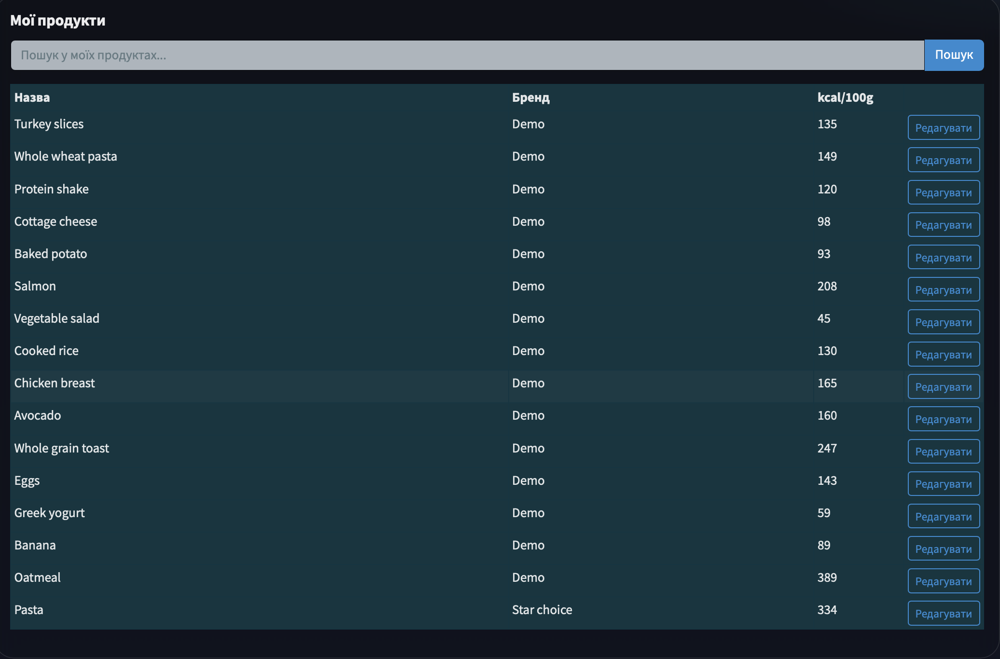 Мої продукти
Пошук у моїх продуктах...
Пошук
Назва Бренд kcal/100g
Turkey slices Demo 135 Редагувати
Whole wheat pasta Demo 149 Редагувати
Protein shake Demo 120 Редагувати
Cottage cheese Demo 98 Редагувати
Baked potato Demo 93 Редагувати
Salmon Demo 208 Редагувати
Vegetable salad Demo 45 Редагувати
Cooked rice Demo 130 Редагувати
Chicken breast Demo 165 Редагувати
Avocado Demo 160 Редагувати
Whole grain toast Demo 247 Редагувати
Eggs Demo 143 Редагувати
Greek yogurt Demo 59 Редагувати
Banana Demo 89 Редагувати
Oatmeal Demo 389 Редагувати
Pasta Star choice 334 Редагувати